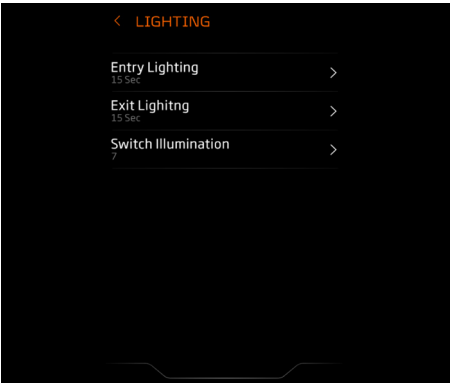 LIGHTING
Entry Lighting
15 Sec
Exit Lighitng
15 Sec
Switch Illumination
7